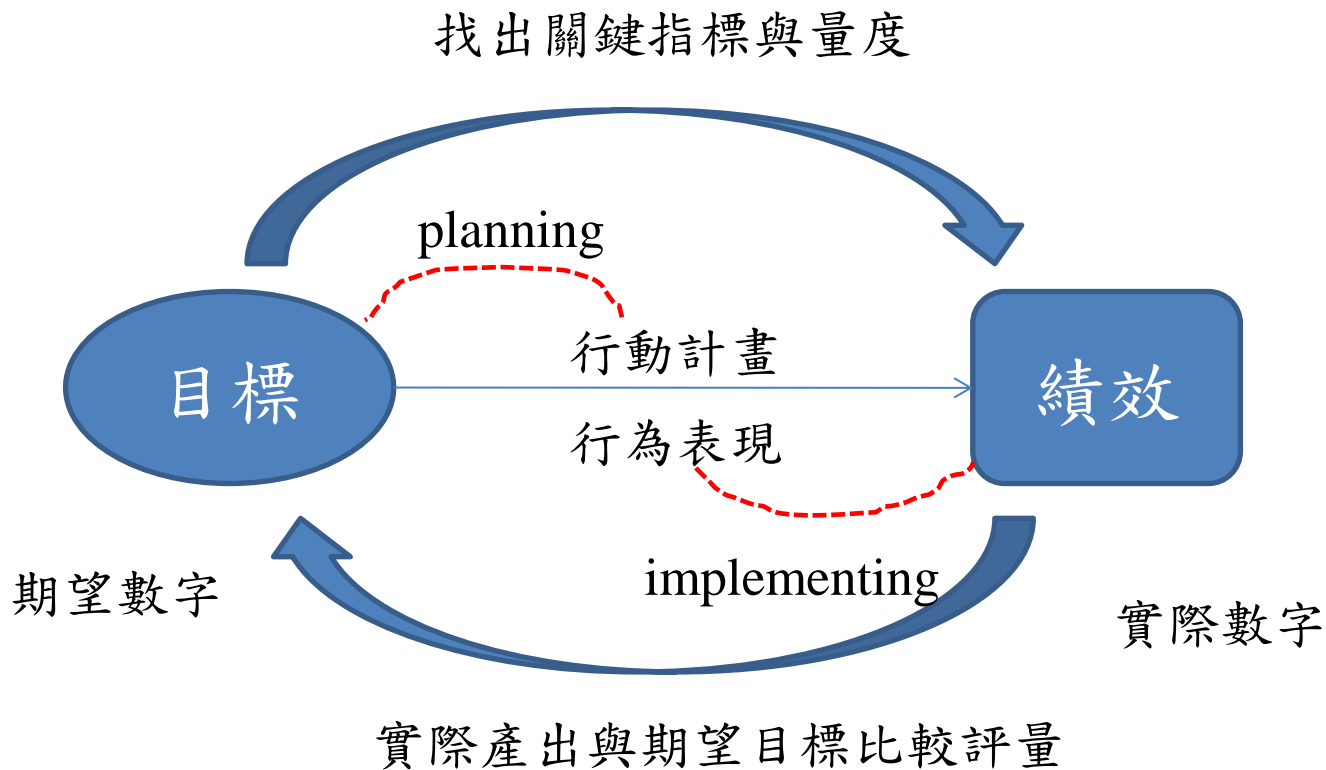 找出關鍵指標與量度
planning
行動計畫
目標
績效
行為表現
implementing
期望數字
實際數字
實際產出與期望目標比較評量